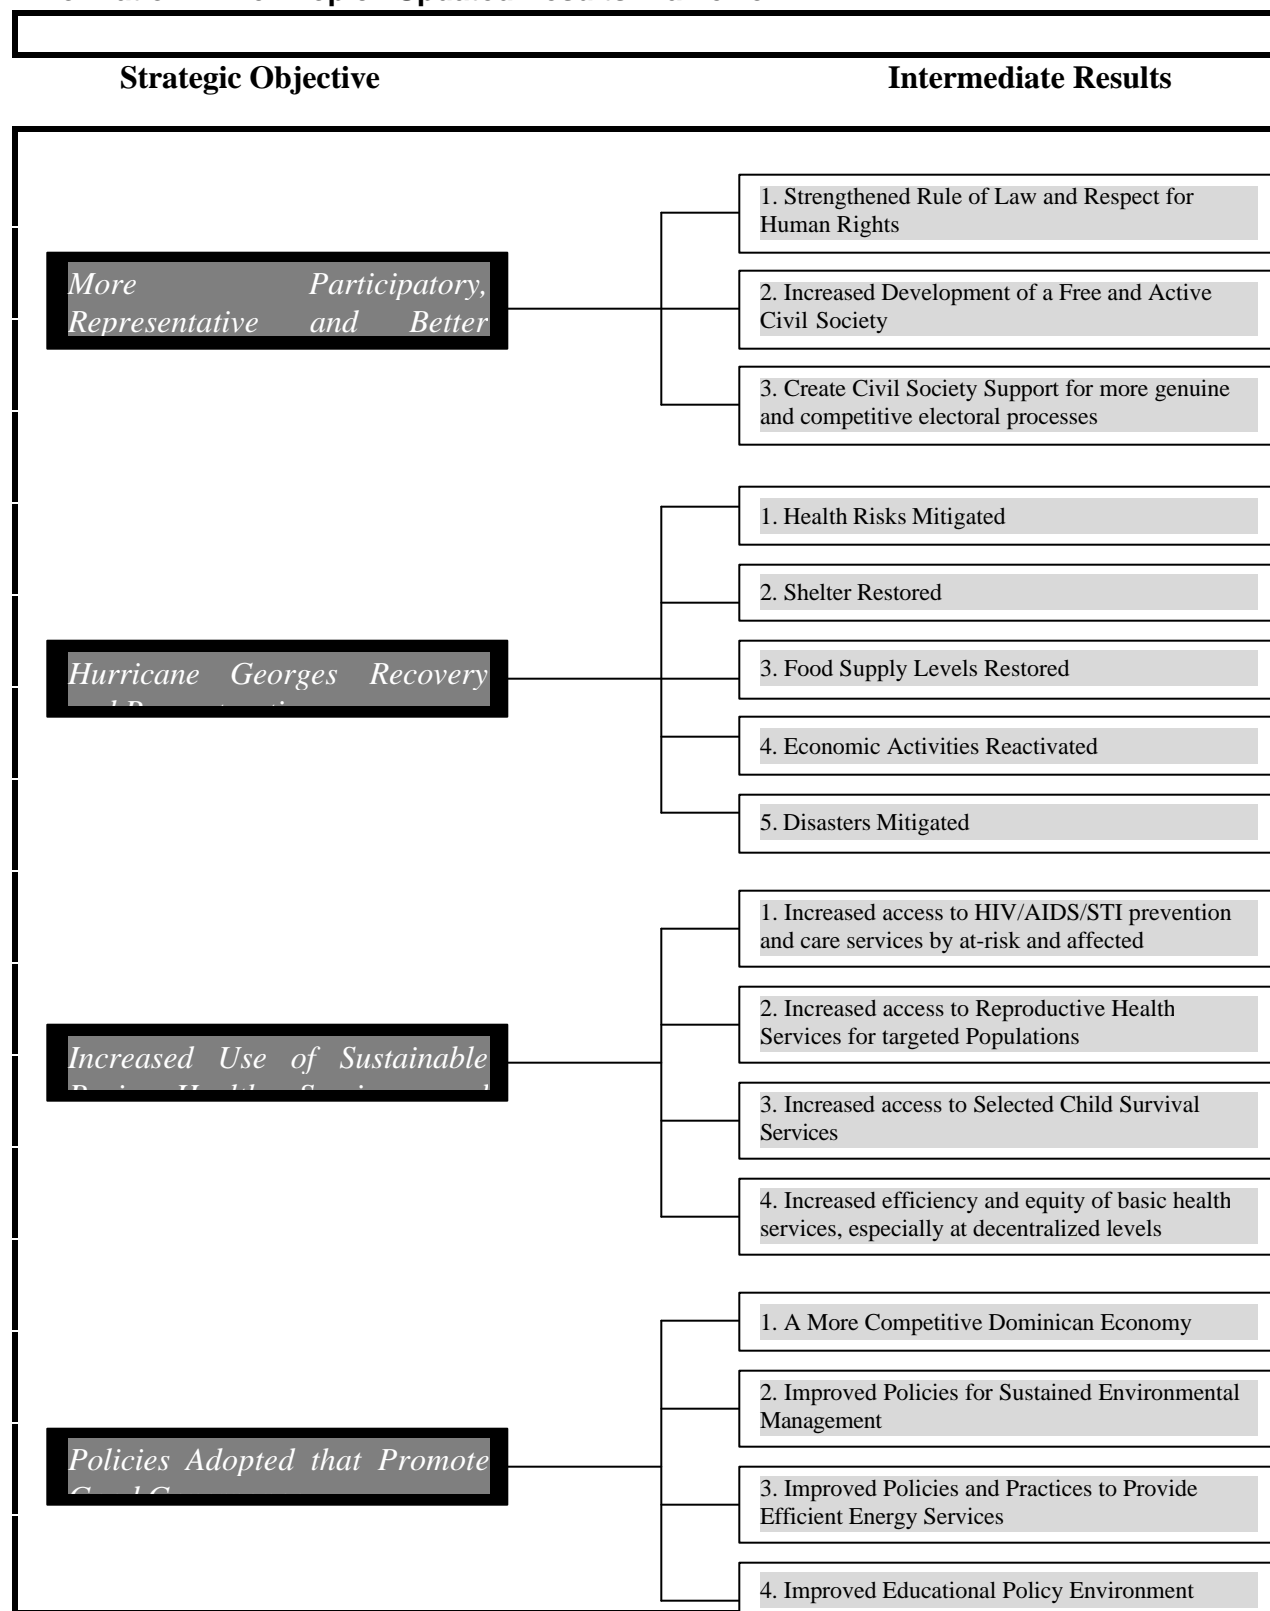 Strategic Objective
Intermediate Results
1. Strengthened Rule of Law and Respect for
Human Rights
More Participatory,
Representative and Better
2. Increased Development of a Free and Active
Civil Society
3. Create Civil Society Support for more genuine
and competitive electoral processes
1. Health Risks Mitigated
2. Shelter Restored
Hurricane Georges Recovery
3. Food Supply Levels Restored
4. Economic Activities Reactivated
5. Disasters Mitigated
1. Increased access to HIV/AIDS/STI prevention
and care services by at-risk and affected
2. Increased access to Reproductive Health
Services for targeted Populations
Increased Use of Sustainable
3. Increased access to Selected Child Survival
Services
4. Increased efficiency and equity of basic health
services, especially at decentralized levels
1. A More Competitive Dominican Economy
2. Improved Policies for Sustained Environmental
Management
Policies Adopted that Promote
3. Improved Policies and Practices to Provide
Efficient Energy Services
4. Improved Educational Policy Environment